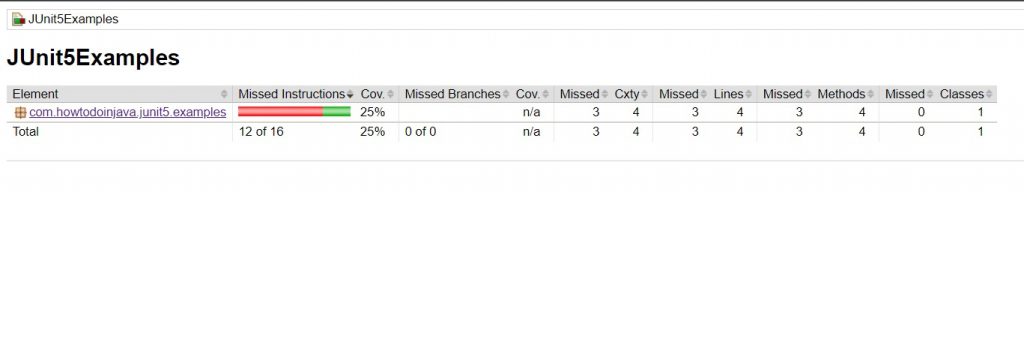 JUnit5Examples
JUnit5Examples
Element Missed Instructions Cov. Missed Branches Cov. Missed Cxty Missed Lines Missed Methods Missed Classes
com.howtodoinjava.junit5.examples 25% n/a 3 4 3 4 3 4 0 1
Total 12 of 16 25% 0 of 0 n/a 3 4 3 4 3 4 0 1